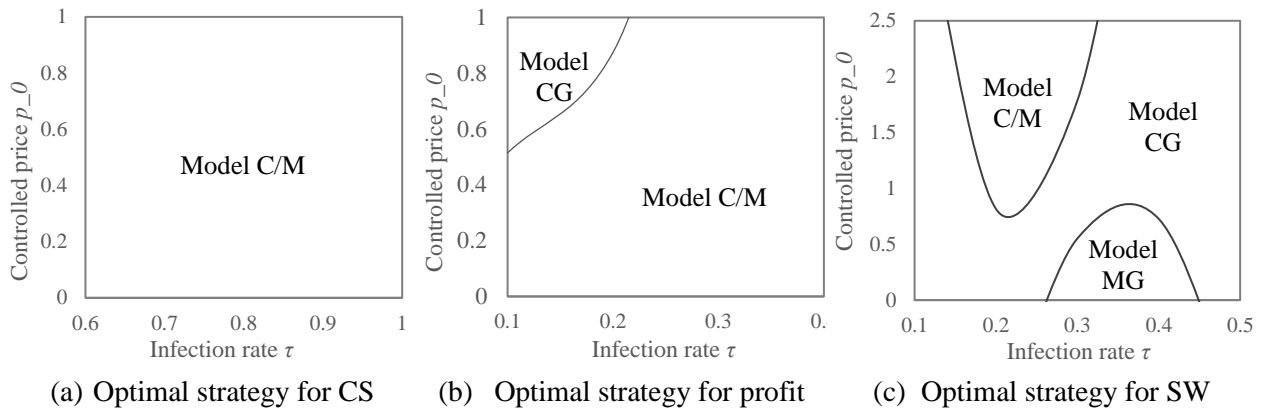 1
0.8
0.6
0.4
0.2
0
Controlled price p_0
Model C/M
0.6 0.7 0.8 0.9 1
Infection rate τ
(a) Optimal strategy for CS
1
0.8
0.6
0.4
0.2
0
Controlled price p_0
Model
CG
Model C/M
0.1 0.2 0.3 0.
Infection rate τ
(b) Optimal strategy for profit
2.5
2
1.5
1
0.5
0
Controlled price p_0
Model
C/M
Model
CG
Model
MG
0.1 0.2 0.3 0.4 0.5
Infection rate τ
(c) Optimal strategy for SW